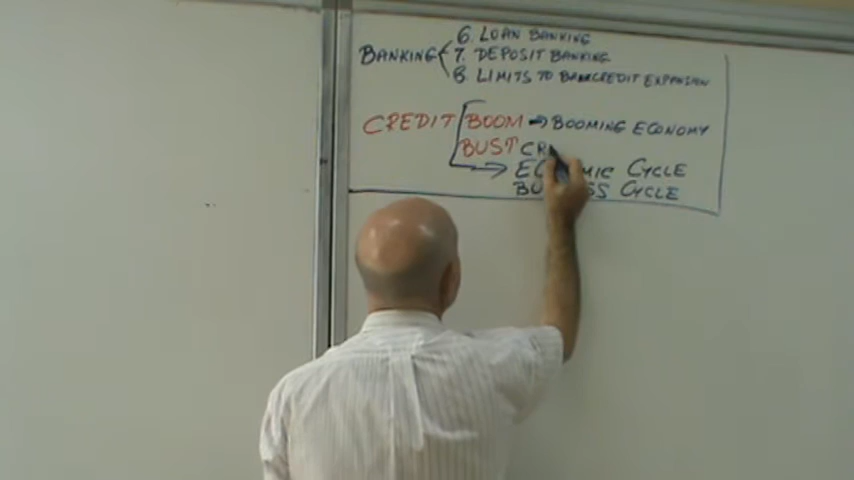 6. LOAN BANKING
BANKING 7. DEPOSIT BANKING
8 LIMITS TO BANKCREDIT EXPANSION
CREDIT BOOM → BOOMING ECONOMY
BUST
→ CYCLE
CYCLE